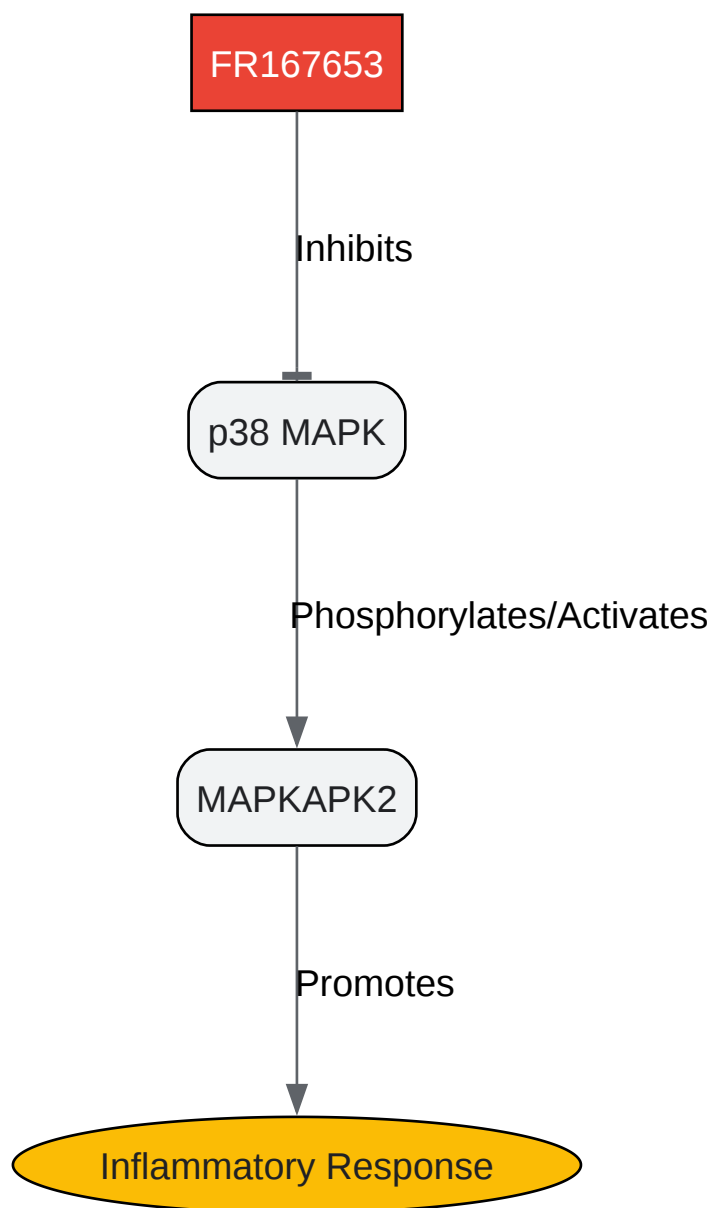 FR167653
Inhibits
p38 MAPK
Phosphorylates/Activates
MAPKAPK2
Promotes
Inflammatory Response